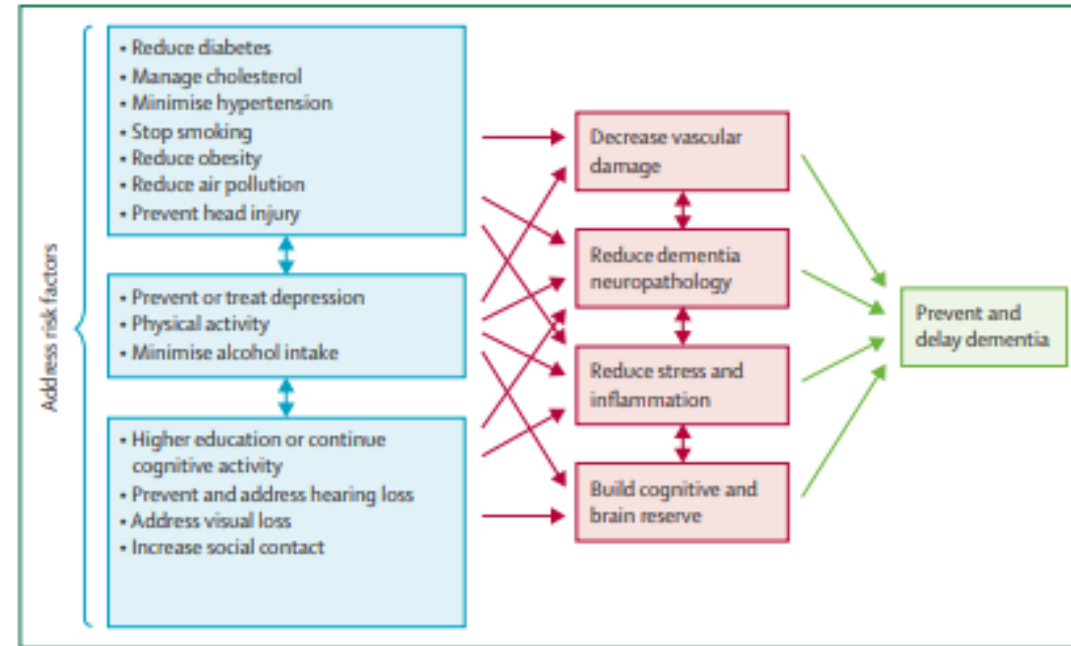 Address risk factors
• Reduce diabetes
• Manage cholesterol
• Minimise hypertension
• Stop smoking
• Reduce obesity
• Reduce air pollution
• Prevent head injury
• Prevent or treat depression
• Physical activity
• Minimise alcohol intake
• Higher education or continue
cognitive activity
• Prevent and address hearing loss
• Address visual loss
• Increase social contact
Decrease vascular
damage
Reduce dementia
neuropathology
Reduce stress and
inflammation
Build cognitive and
brain reserve
Prevent and
delay dementia